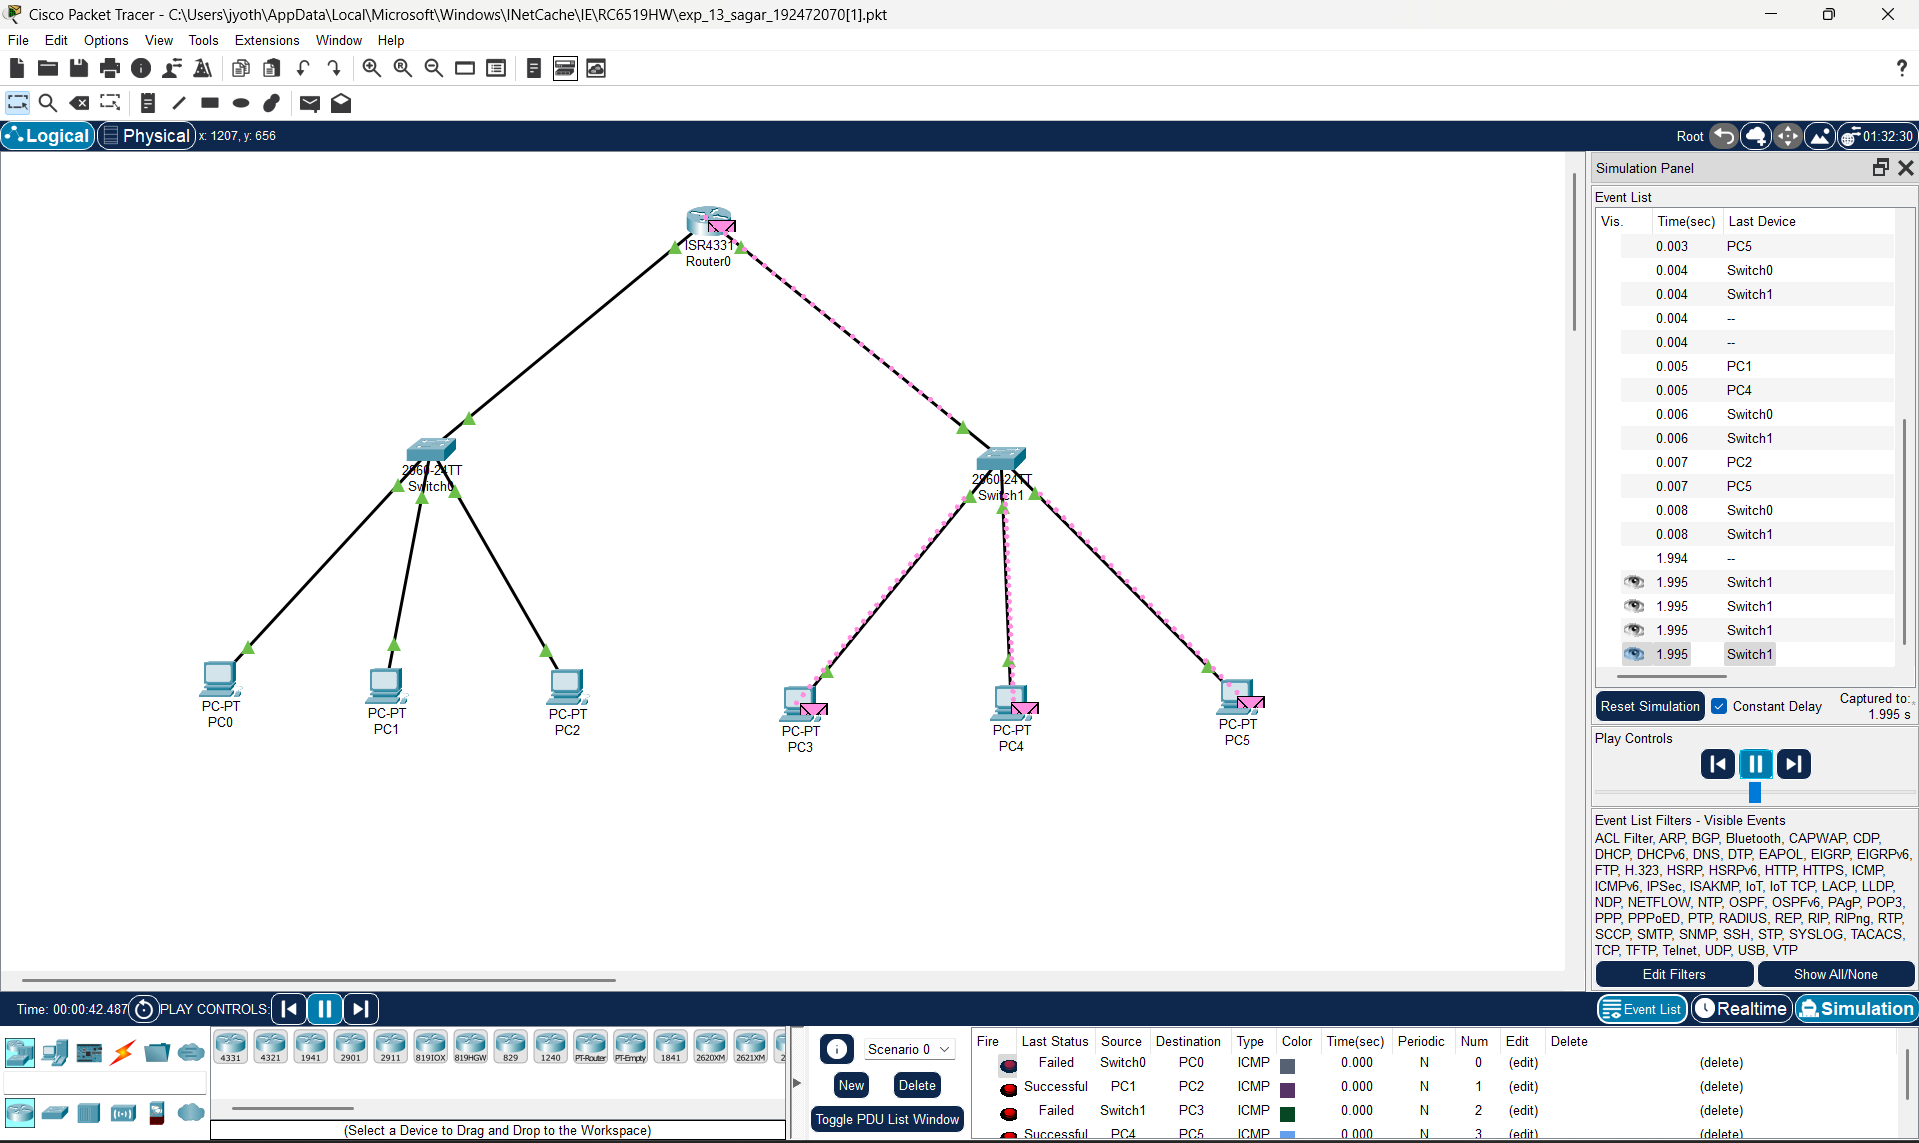 Cisco Packet Tracer - C:\Users\jyoth\AppData\Local\Microsoft\Windows\INetCache\IE\RC6519HW\exp_13_sagar_192472070[1].pkt
File Edit Options View Tools Extensions Window Help
?
Logical Physical x: 1207, y: 656 Root 01:32:30
Simulation Panel
Event List
Vis. Time(sec) Last Device
0.003 PC5
0.004 Switch0
0.004 Switch1
0.004 --
0.004 --
0.005 PC1
0.005 PC4
0.006 Switch0
0.006 Switch1
0.007 PC2
0.007 PC5
0.008 Switch0
0.008 Switch1
1.994 --
1.995 Switch1
1.995 Switch1
1.995 Switch1
1.995 Switch1
Reset Simulation Constant Delay Captured to:
1.995 s
Play Controls
Event List Filters - Visible Events
ACL Filter, ARP, BGP, Bluetooth, CAPWAP, CDP,
DHCP, DHCPv6, DNS, DTP, EAPOL, EIGRP, EIGRPv6,
FTP, H.323, HSRP, HSRPv6, HTTP, HTTPS, ICMP,
ICMPv6, IPSec, ISAKMP, IoT, IoT TCP, LACP, LLDP,
NDP, NETFLOW, NTP, OSPF, OSPFv6, PAgP, POP3,
PPP, PPPoED, PTP, RADIUS, REP, RIP, RIPng, RTP,
SCCP, SMTP, SNMP, SSH, STP, SYSLOG, TACACS,
TCP, TFTP, Telnet, UDP, USB, VTP
Edit Filters Show All/None
ISR4331
Router0
2960-24TT
Switch0
2960-24TT
Switch1
PC-PT
PC0
PC-PT
PC1
PC-PT
PC2
PC-PT
PC3
PC-PT
PC4
PC-PT
PC5
Time: 00:00:42.487 PLAY CONTROLS: Event List Realtime Simulation
4331 4321 1941 2901 2911 819IOX 819HGW 829 1240 PT-Router PT-Empty 1841 2620XM 2621XM 2
(Select a Device to Drag and Drop to the Workspace)
Scenario 0
New Delete
Toggle PDU List Window
Fire Last Status Source Destination Type Color Time(sec) Periodic Num Edit Delete
Failed Switch0 PC0 ICMP 0.000 N 0 (edit) (delete)
Successful PC1 PC2 ICMP 0.000 N 1 (edit) (delete)
Failed Switch1 PC3 ICMP 0.000 N 2 (edit) (delete)
Successful PC4 PC5 ICMP 0.000 N 3 (edit) (delete)